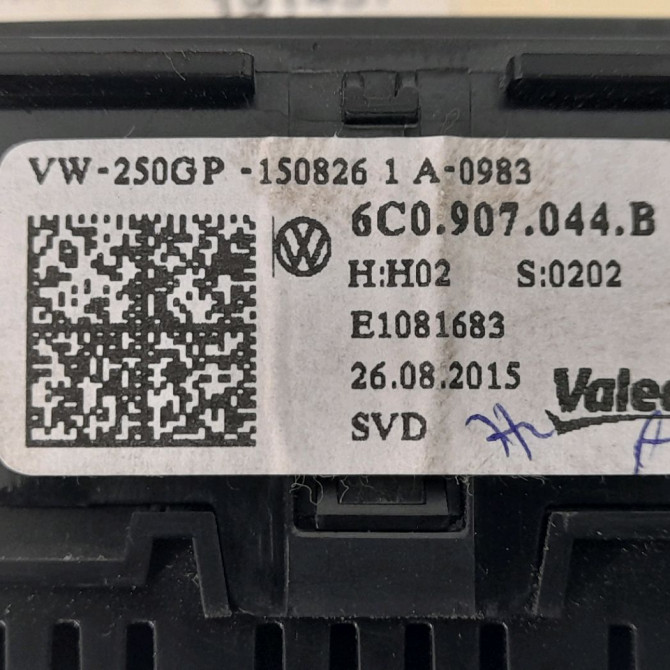 VW-250GP -150826 1 A-0983
6C0.907.044.B
H:H02 S:0202
E1081683
26.08.2015
SVD